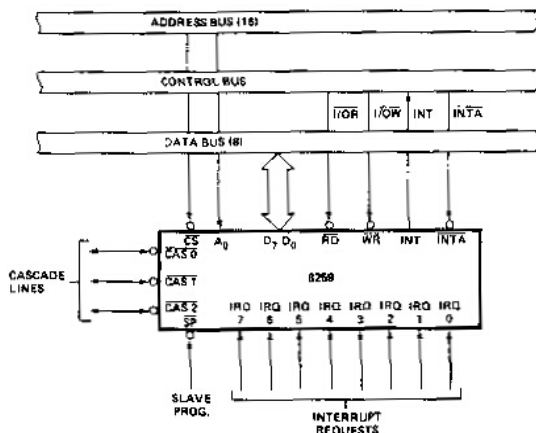 ADDRESS BUS (16)
CONTROL BUS
I/OR I/OW INT INTA
DATA BUS (8)
CS A0 D7 D0 RD WR INT INTA
CAS 0
8259
CASCADE
LINES
CAS 1
CAS 2
IRQ IRQ IRQ IRQ IRQ IRQ IRQ IRQ
SP 7 6 5 4 3 2 1 0
SLAVE
PROG.
INTERRUPT
REQUESTS